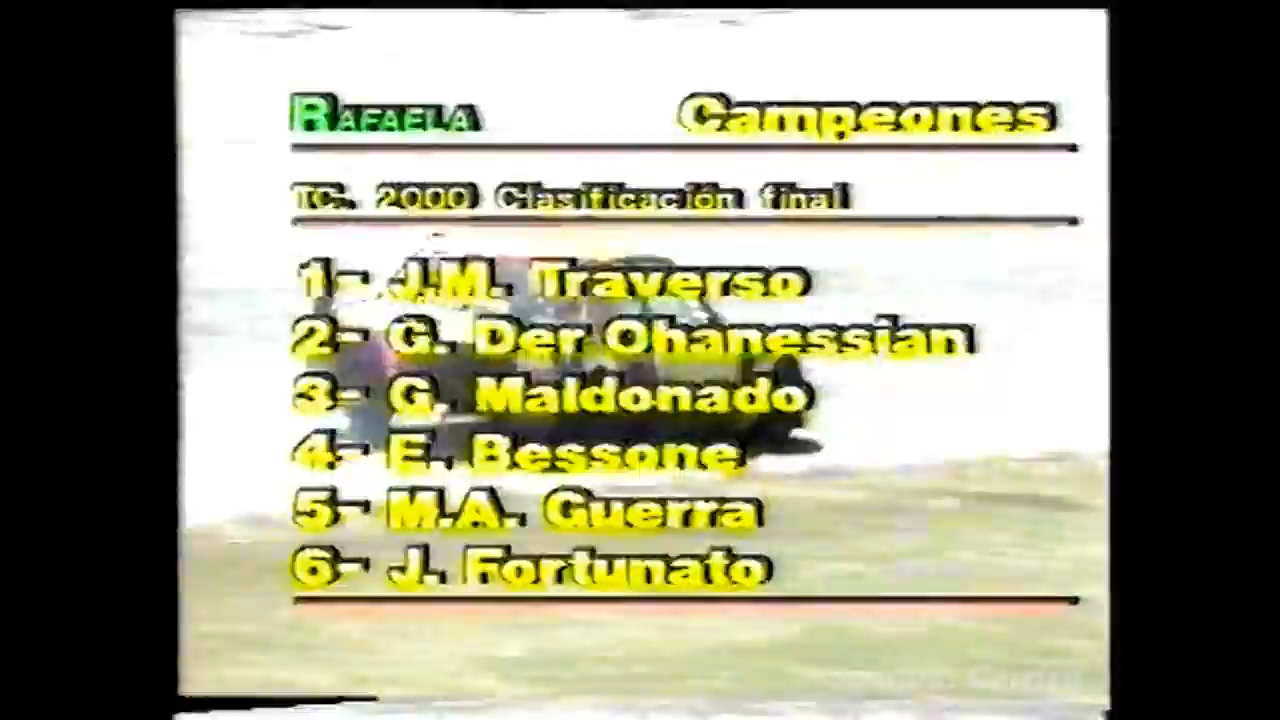 RAFAELA Campeones
TC. 2000 Clasificación final
1- J.M. Traverso
2- G. Der Ohanessian
3- G. Maldonado
4- E. Bessone
5- M.A. Guerra
6- J. Fortunato